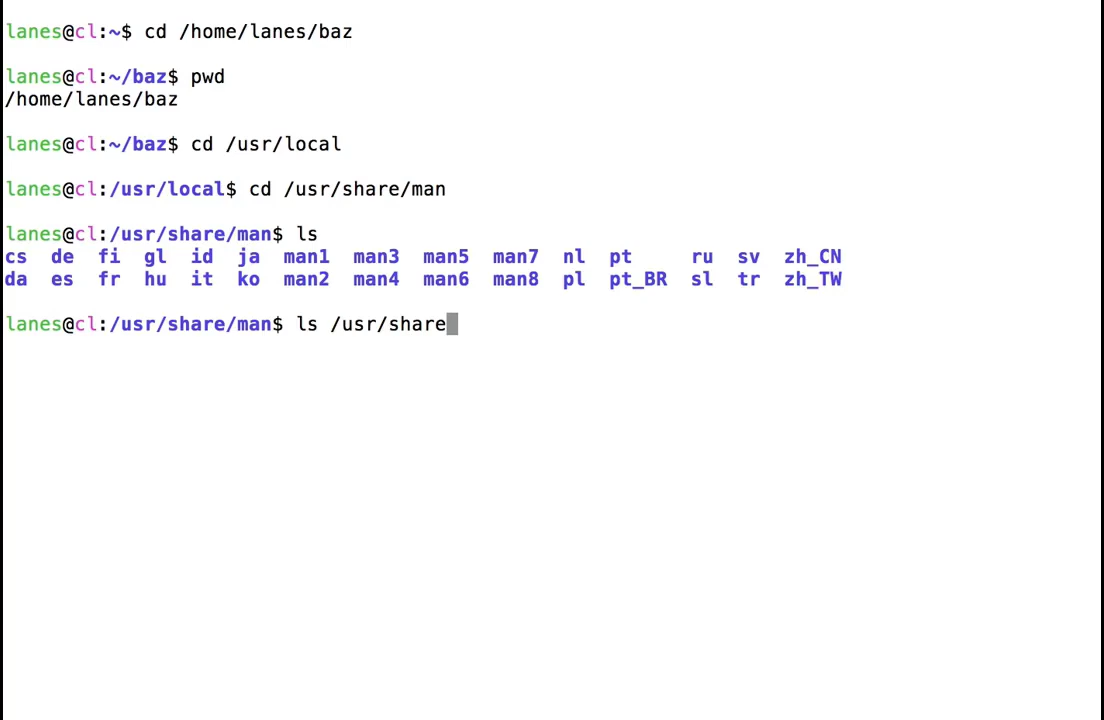 lanes@cl:~$ cd /home/lanes/baz
lanes@cl:~/baz$ pwd
/home/lanes/baz
lanes@cl:~/baz$ cd /usr/local
lanes@cl:/usr/local$ cd /usr/share/man
lanes@cl:/usr/share/man$ ls
cs  de  fi  gl  id  ja  man1  man3  man5  man7  nl  pt     ru  sv  zh_CN
da  es  fr  hu  it  ko  man2  man4  man6  man8  pl  pt_BR  sl  tr  zh_TW
lanes@cl:/usr/share/man$ ls /usr/share